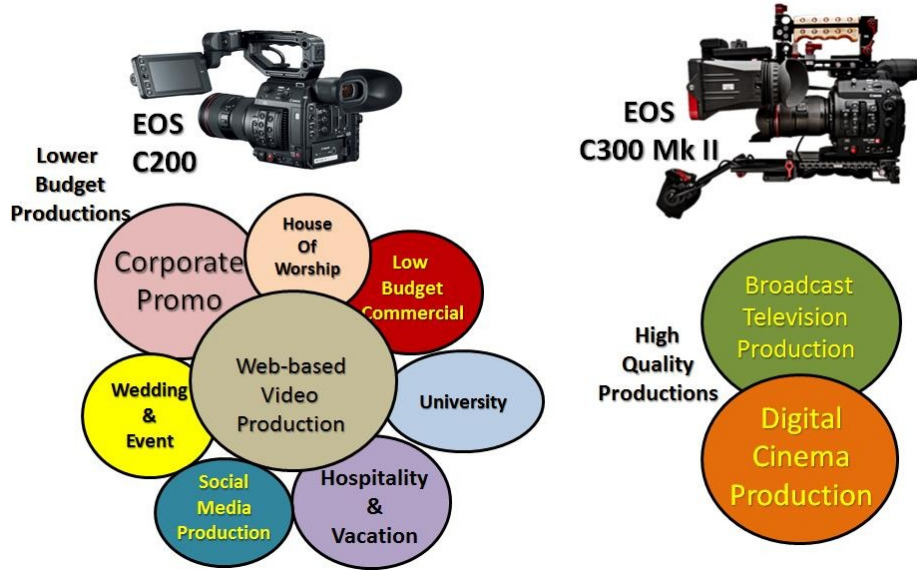 EOS
C200
EOS
C300 Mk II
Lower
Budget
Productions
Corporate
Promo
House
Of
Worship
Low
Budget
Commercial
Web-based
Video
Production
Wedding
&
Event
University
Social
Media
Production
Hospitality
&
Vacation
High
Quality
Productions
Broadcast
Television
Production
Digital
Cinema
Production